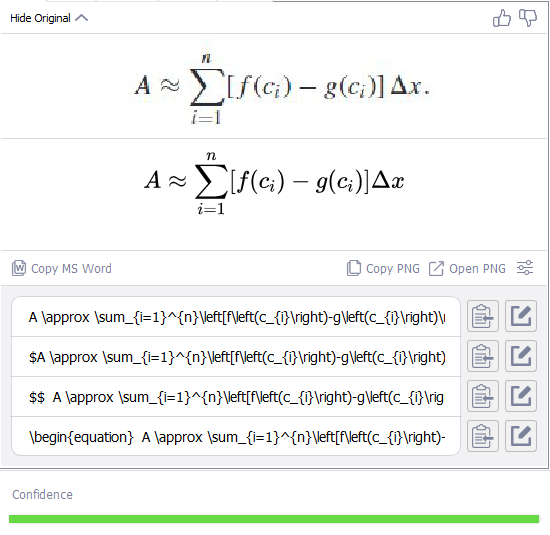 Hide Original
A ≈ \sum_{i=1}^{n} [f(c_i) − g(c_i)] Δx.
A ≈ \sum_{i=1}^{n} [f(c_i) − g(c_i)]Δx
Copy MS Word Copy PNG Open PNG
A \approx \sum_{i=1}^{n}\left[f\left(c_{i}\right)-g\left(c_{i}\right)\
$A \approx \sum_{i=1}^{n}\left[f\left(c_{i}\right)-g\left(c_{i}\right)
$$ A \approx \sum_{i=1}^{n}\left[f\left(c_{i}\right)-g\left(c_{i}\rig
\begin{equation} A \approx \sum_{i=1}^{n}\left[f\left(c_{i}\right)-
Confidence